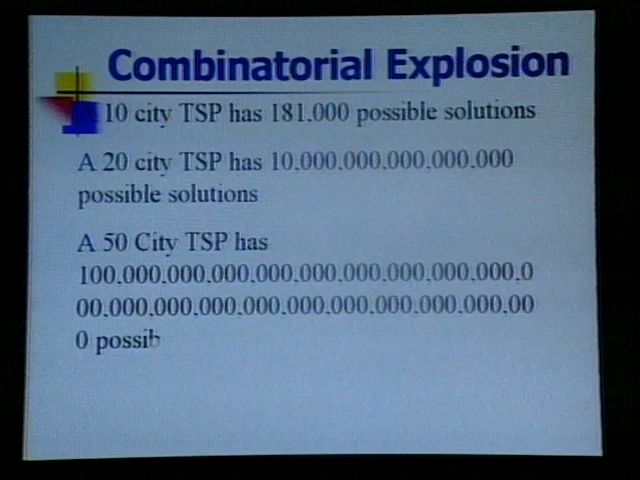 Combinatorial Explosion
10 city TSP has 181,000 possible solutions
A 20 city TSP has 10,000,000,000,000,000
possible solutions
A 50 City TSP has
100,000,000,000,000,000,000,000,000,000,0
00,000,000,000,000,000,000,000,000,000,00
0 possib